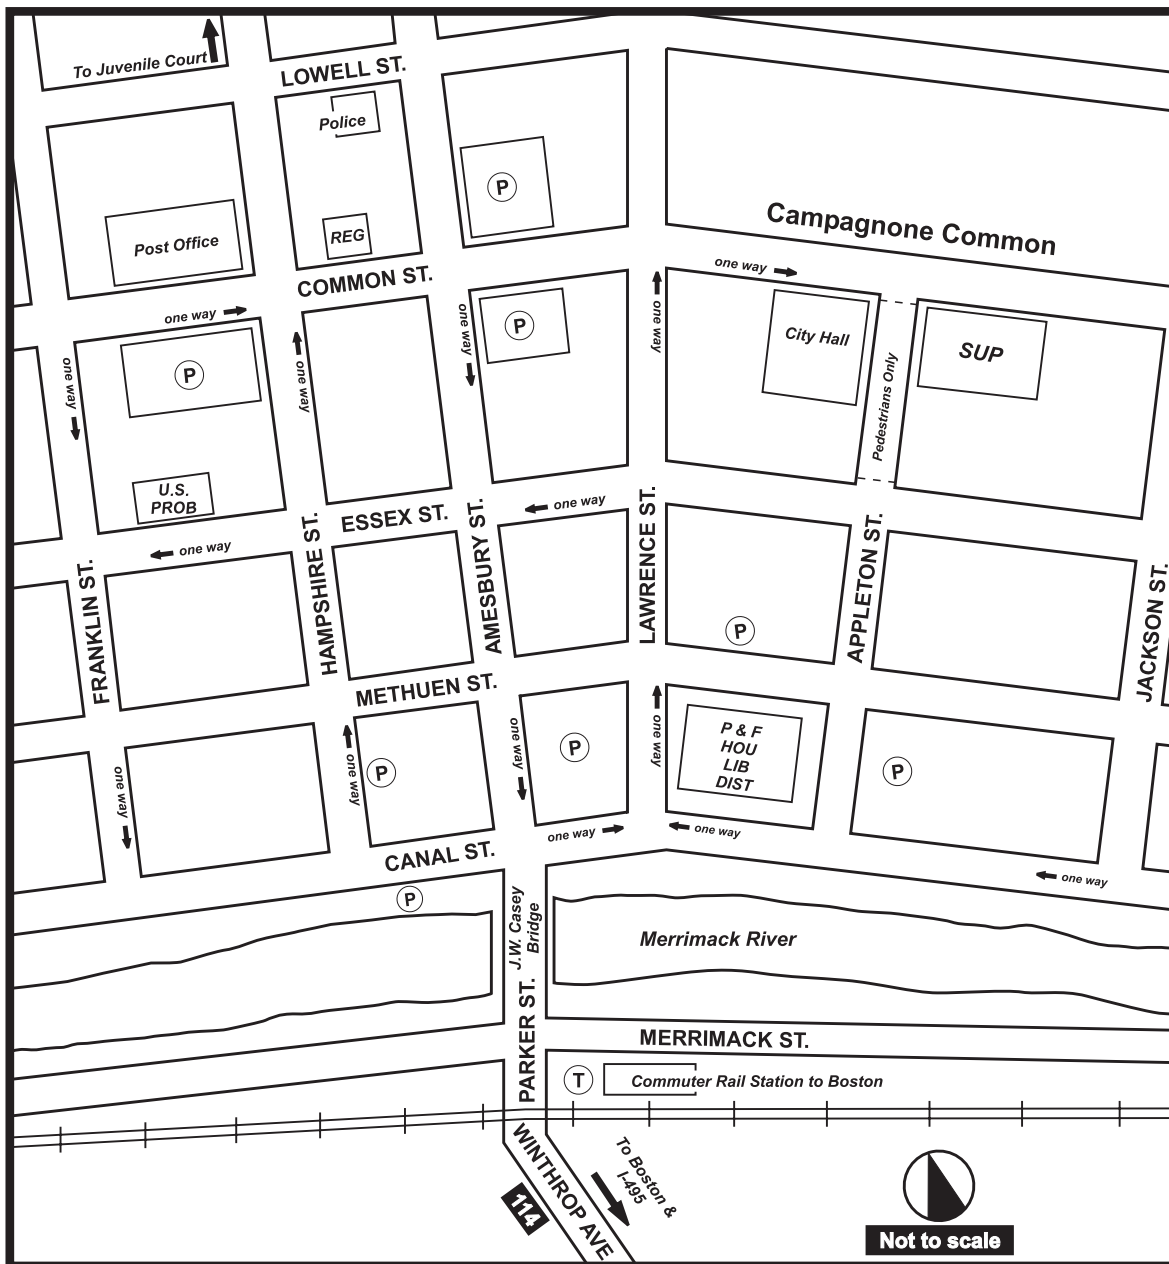 To Juvenile Court
LOWELL ST.
Police
P
Post Office
REG
Campagnone Common
COMMON ST.
one way
one way
one way
one way
one way
one way
P
P
City Hall
Pedestrians Only
SUP
U.S.
PROB
one way
one way
ESSEX ST.
FRANKLIN ST.
HAMPSHIRE ST.
AMESBURY ST.
LAWRENCE ST.
APPLETON ST.
JACKSON ST.
P
METHUEN ST.
one way
one way
one way
one way
P
P
P & F
HOU
LIB
DIST
P
one way
one way
one way
CANAL ST.
P
J.W. Casey
Bridge
Merrimack River
PARKER ST.
MERRIMACK ST.
T
Commuter Rail Station to Boston
WINTHROP AVE
114
To Boston &
I-495
Not to scale